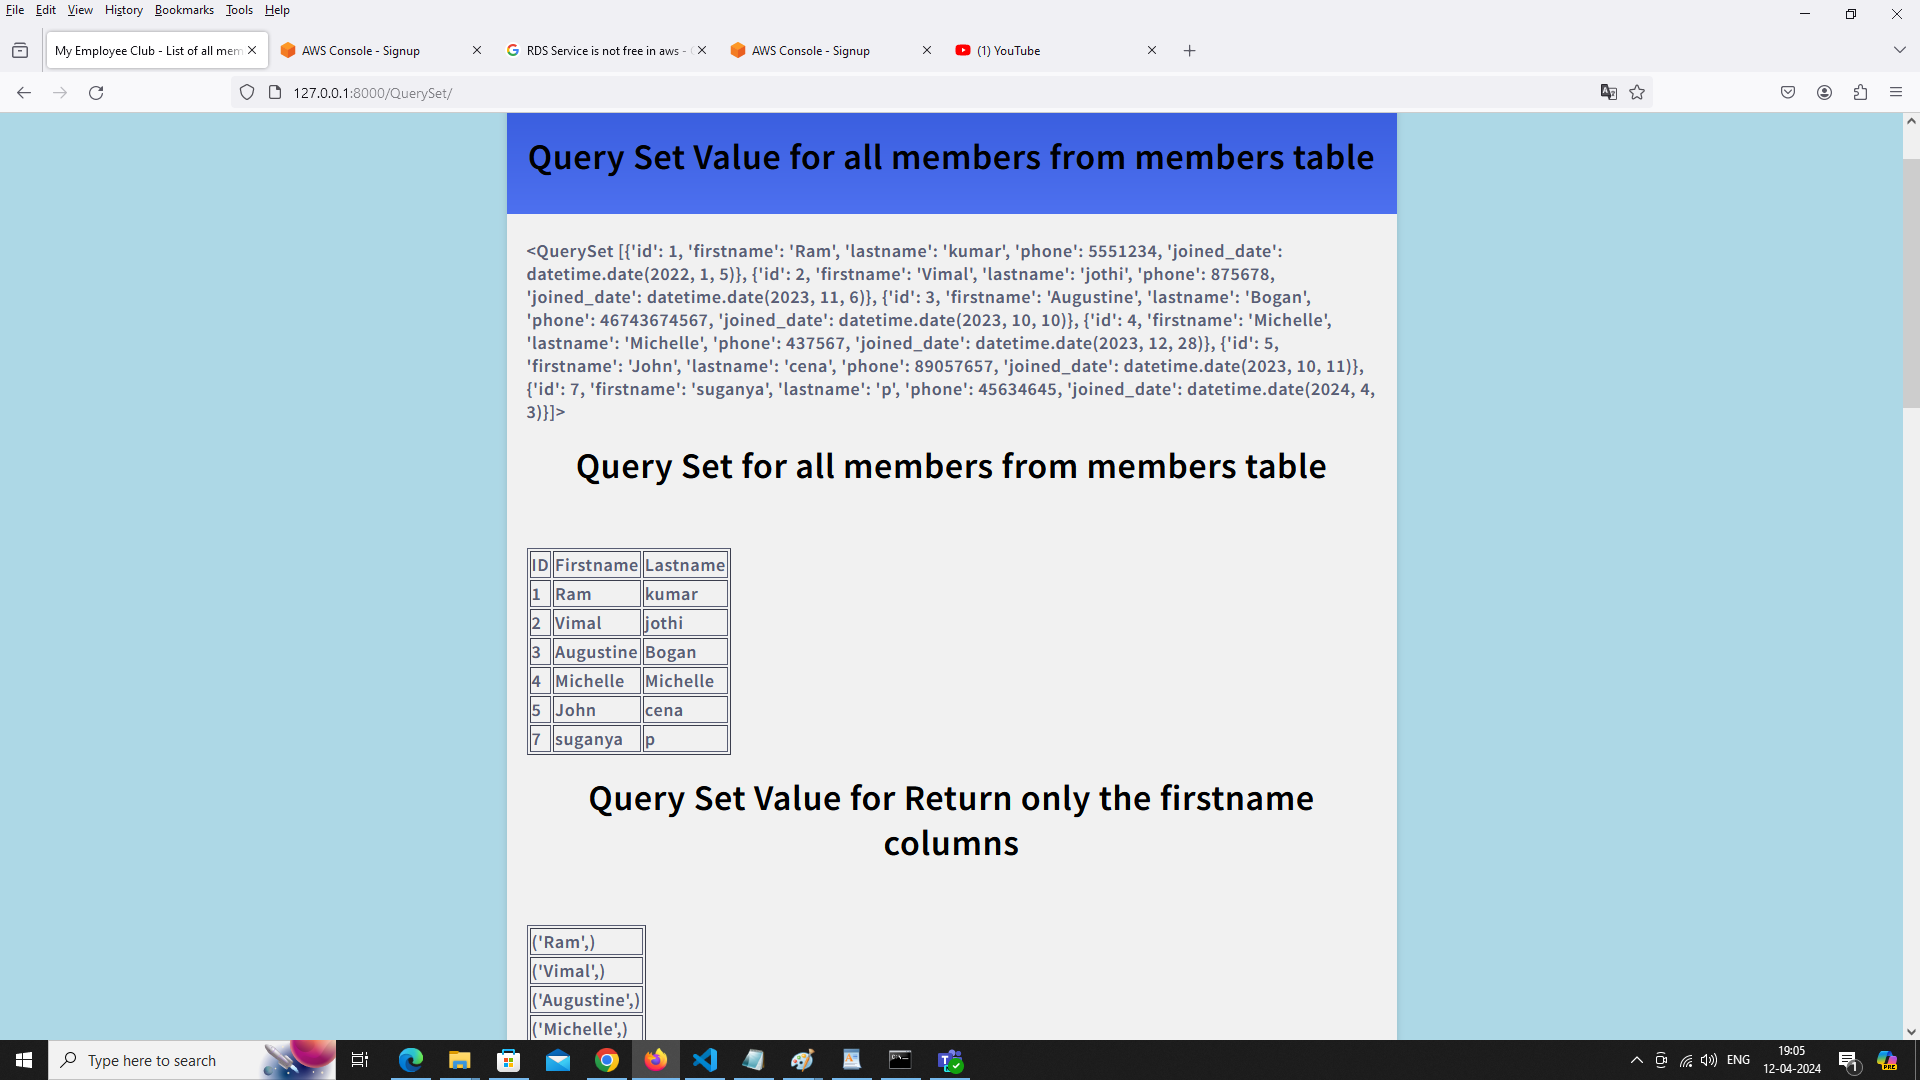 File Edit View History Bookmarks Tools Help
My Employee Club - List of all mem
AWS Console - Signup
RDS Service is not free in aws -
AWS Console - Signup
(1) YouTube
127.0.0.1:8000/QuerySet/
Query Set Value for all members from members table
<QuerySet [{'id': 1, 'firstname': 'Ram', 'lastname': 'kumar', 'phone': 5551234, 'joined_date':
datetime.date(2022, 1, 5)}, {'id': 2, 'firstname': 'Vimal', 'lastname': 'jothi', 'phone': 875678,
'joined_date': datetime.date(2023, 11, 6)}, {'id': 3, 'firstname': 'Augustine', 'lastname': 'Bogan',
'phone': 46743674567, 'joined_date': datetime.date(2023, 10, 10)}, {'id': 4, 'firstname': 'Michelle',
'lastname': 'Michelle', 'phone': 437567, 'joined_date': datetime.date(2023, 12, 28)}, {'id': 5,
'firstname': 'John', 'lastname': 'cena', 'phone': 89057657, 'joined_date': datetime.date(2023, 10, 11)},
{'id': 7, 'firstname': 'suganya', 'lastname': 'p', 'phone': 45634645, 'joined_date': datetime.date(2024, 4,
3)}]>
Query Set for all members from members table
ID Firstname Lastname
1 Ram kumar
2 Vimal jothi
3 Augustine Bogan
4 Michelle Michelle
5 John cena
7 suganya p
Query Set Value for Return only the firstname
columns
('Ram',)
('Vimal',)
('Augustine',)
('Michelle',)
Type here to search
ENG
19:05
12-04-2024
1
PRE